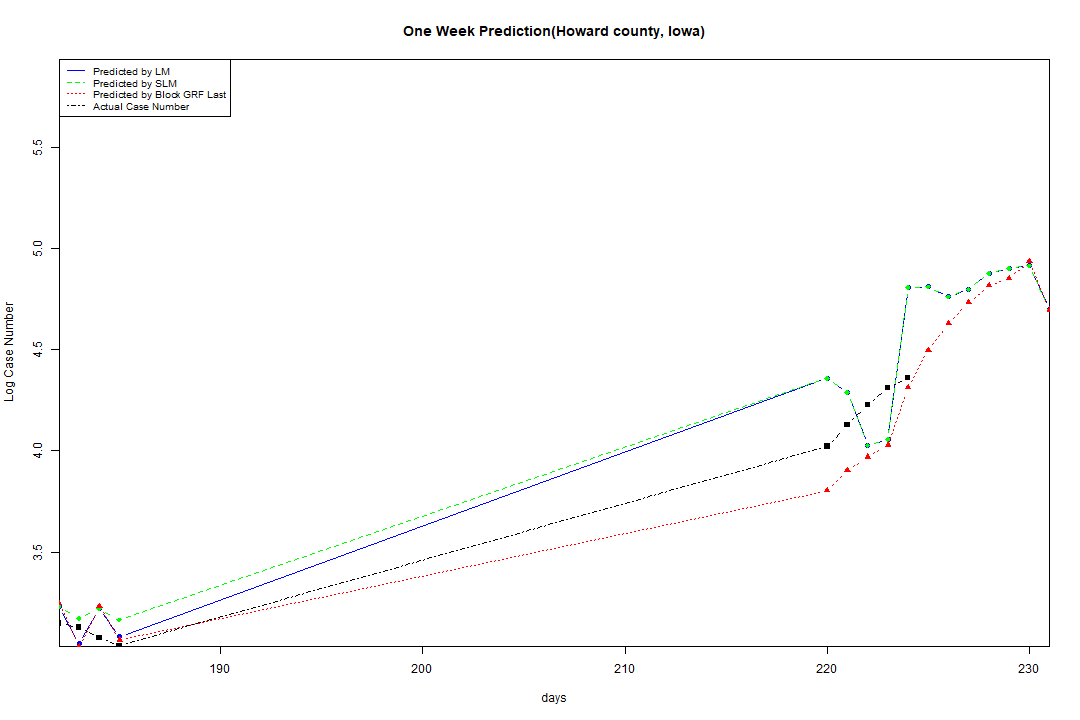 One Week Prediction(Howard county, Iowa)
Predicted by LM
Predicted by SLM
Predicted by Block GRF Last
Actual Case Number
5.5
5.0
4.5
4.0
3.5
Log Case Number
190 200 210 220 230
days